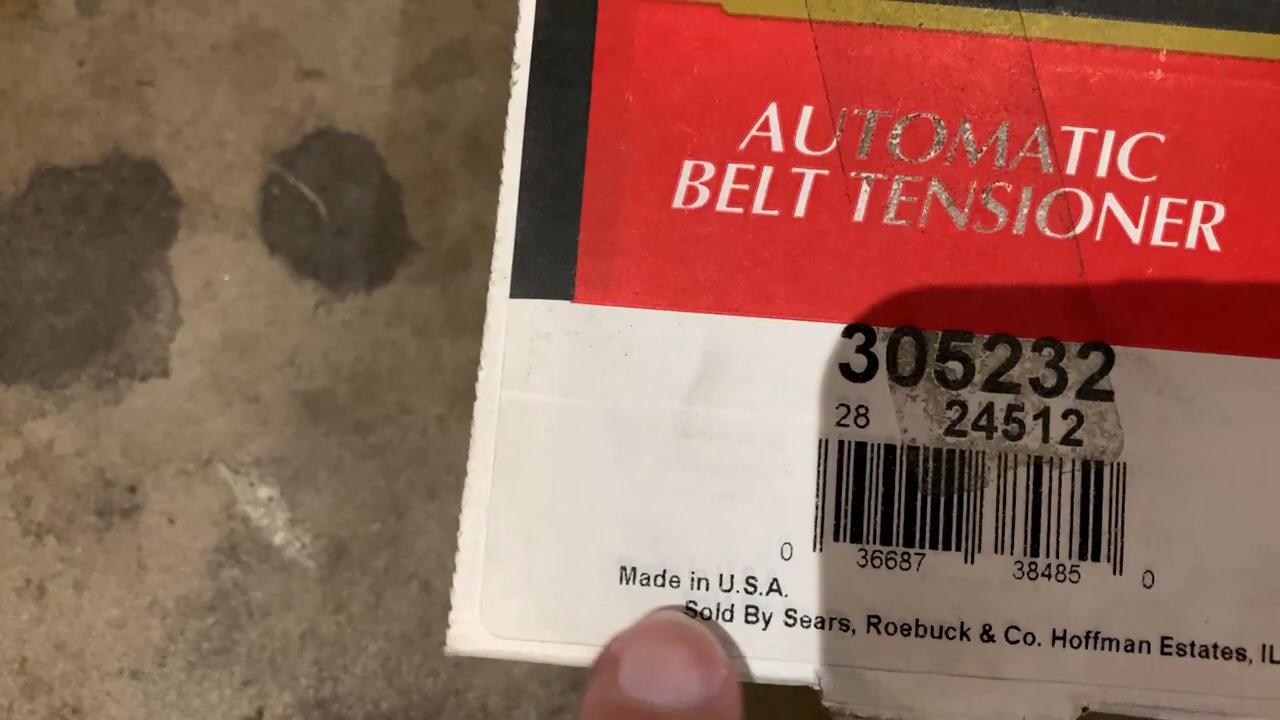 AUTOMATIC
BELT TENSIONER
305232
28 24512
0 36687 38485 0
Made in U.S.A.
Sold By Sears, Roebuck & Co. Hoffman Estates, IL